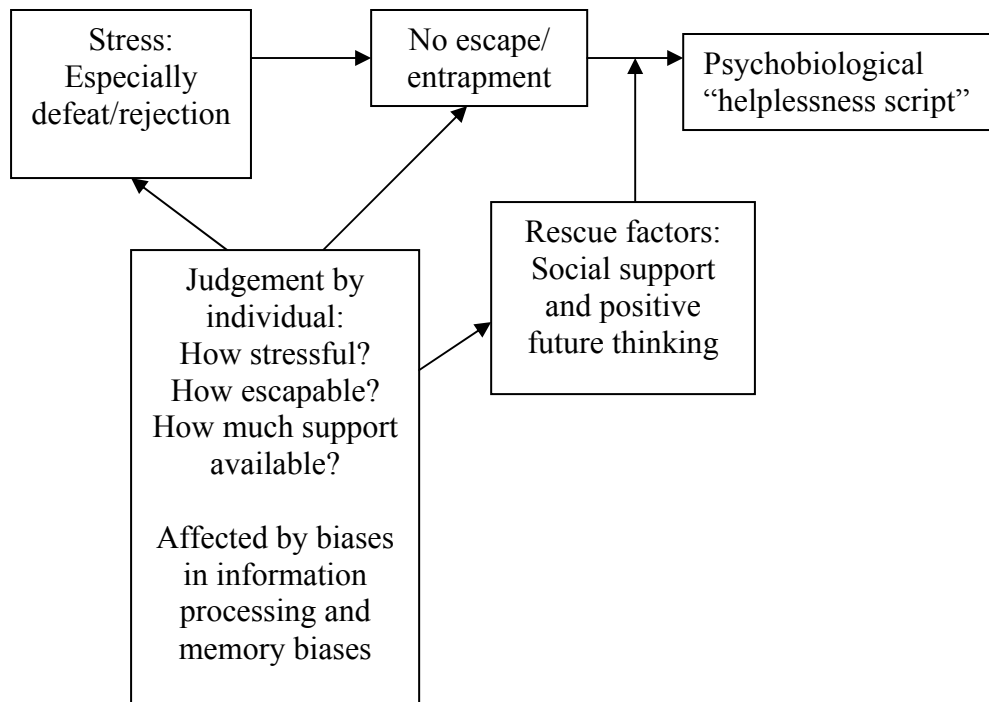 Stress:
Especially
defeat/rejection
No escape/
entrapment
Psychobiological
“helplessness script”
Rescue factors:
Social support
and positive
future thinking
Judgement by
individual:
How stressful?
How escapable?
How much support
available?
Affected by biases
in information
processing and
memory biases